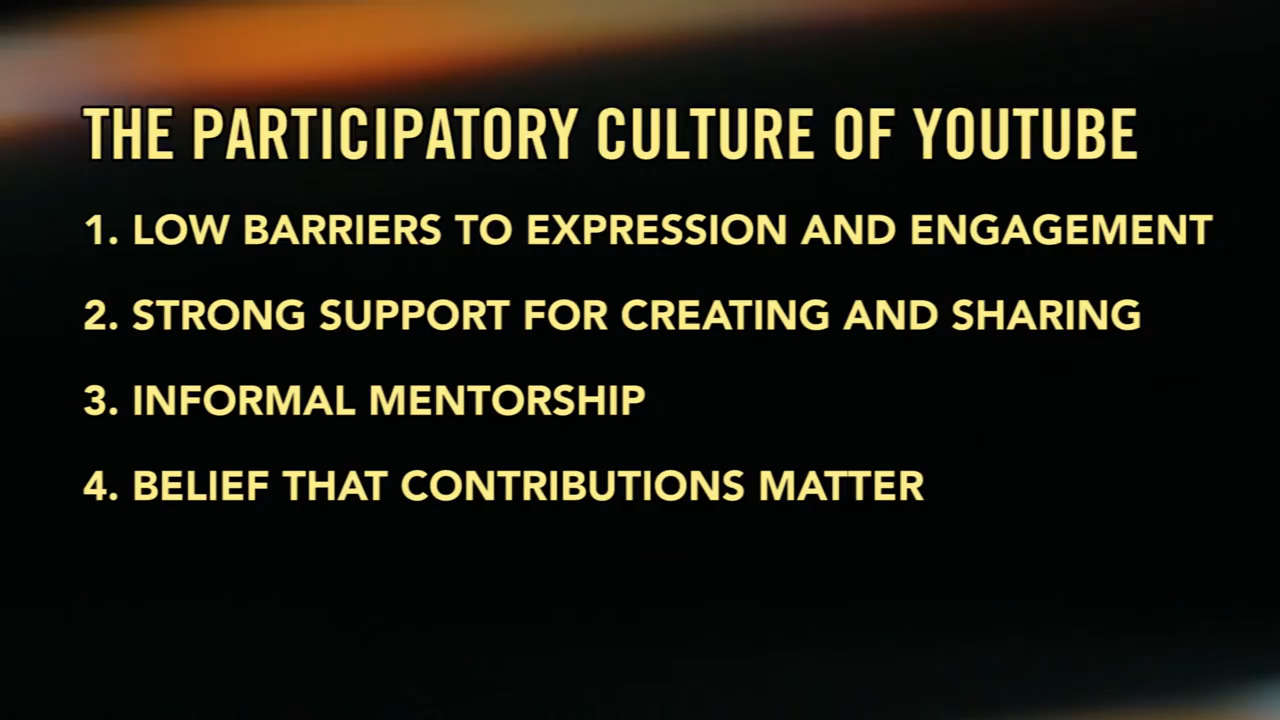 THE PARTICIPATORY CULTURE OF YOUTUBE
1. LOW BARRIERS TO EXPRESSION AND ENGAGEMENT
2. STRONG SUPPORT FOR CREATING AND SHARING
3. INFORMAL MENTORSHIP
4. BELIEF THAT CONTRIBUTIONS MATTER